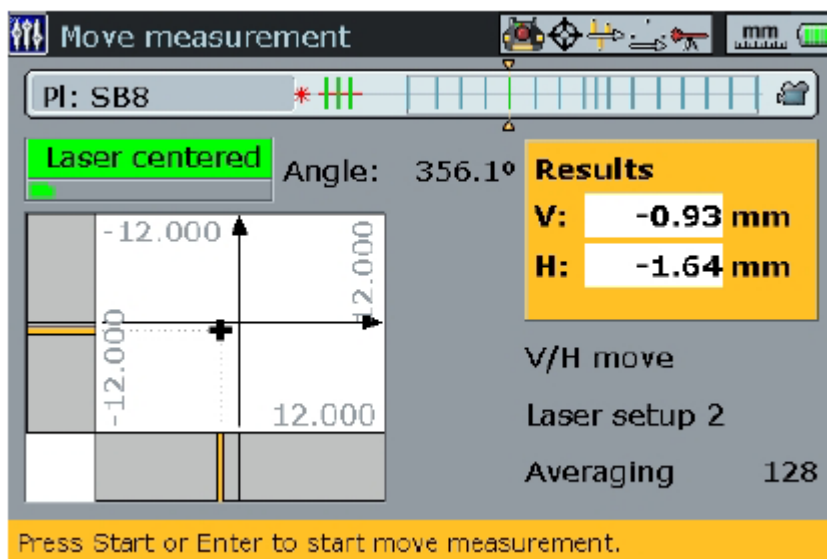 Move measurement
mm
Pl: SB8
Laser centered
Angle: 356.1º
Results
V: -0.93 mm
H: -1.64 mm
-12.000
12.000
-12.000
12.000
V/H move
Laser setup 2
Averaging 128
Press Start or Enter to start move measurement.